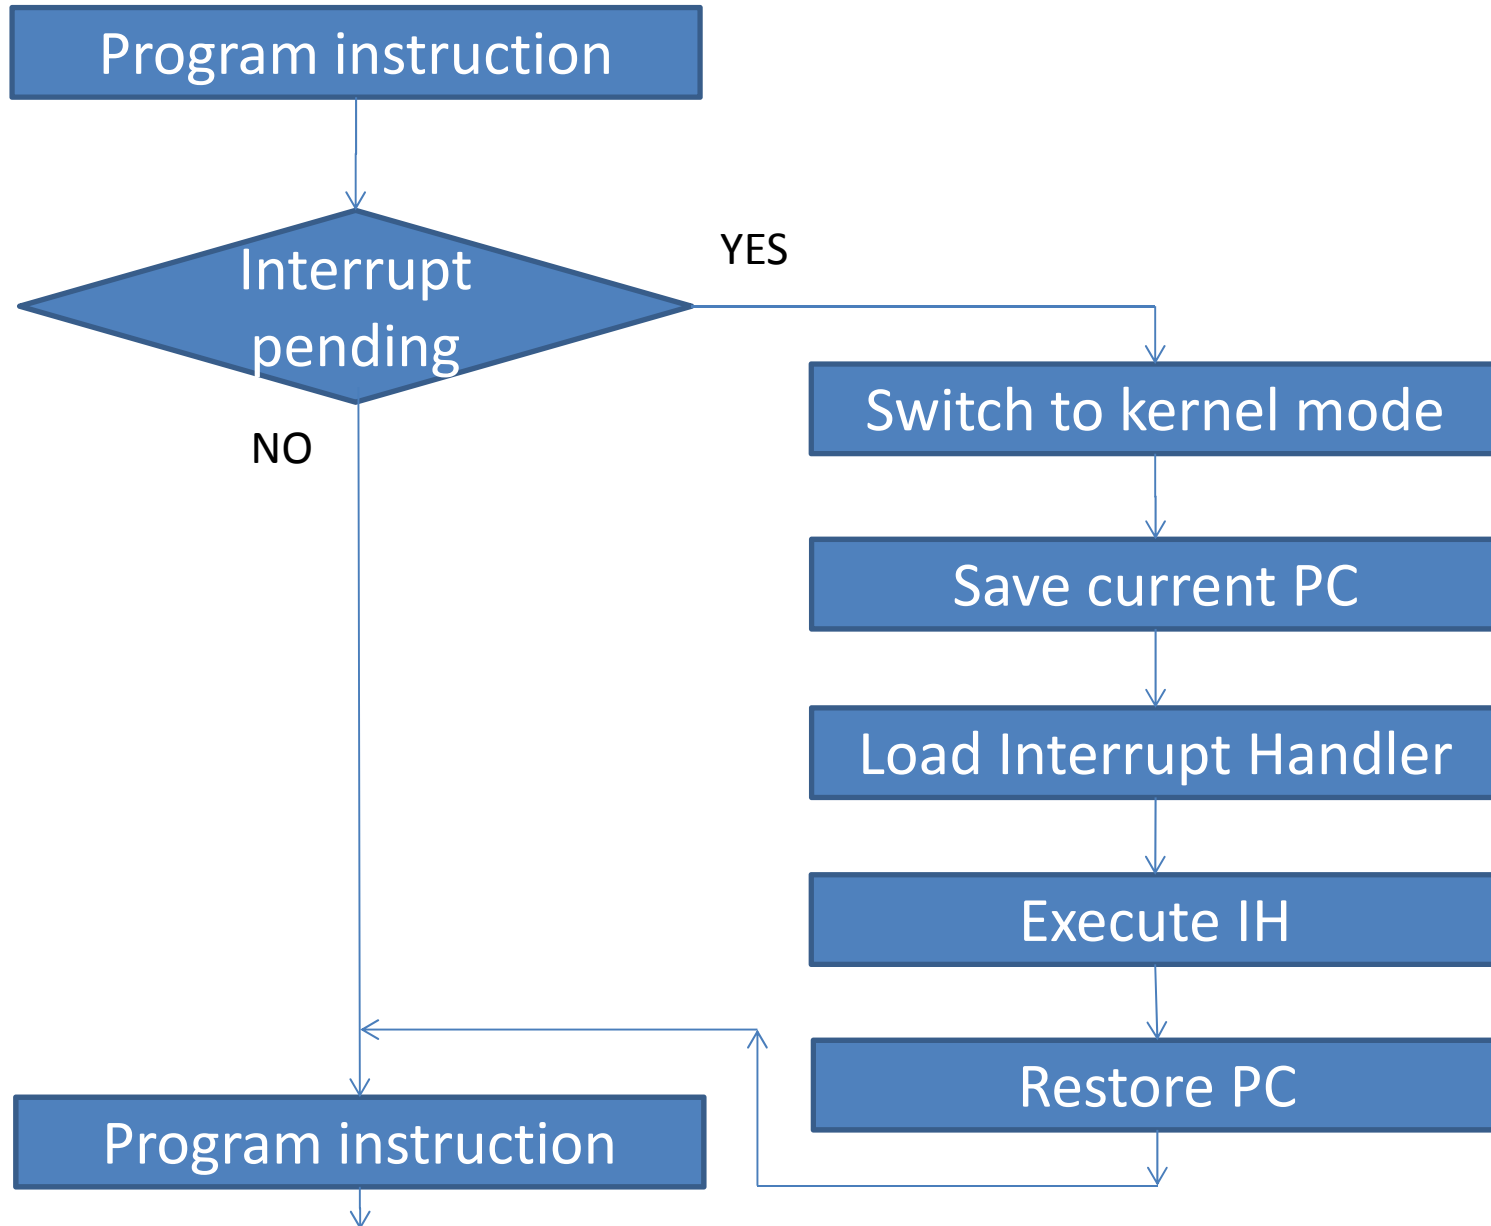 Program instruction
Interrupt
pending
YES
NO
Switch to kernel mode
Save current PC
Load Interrupt Handler
Execute IH
Restore PC
Program instruction